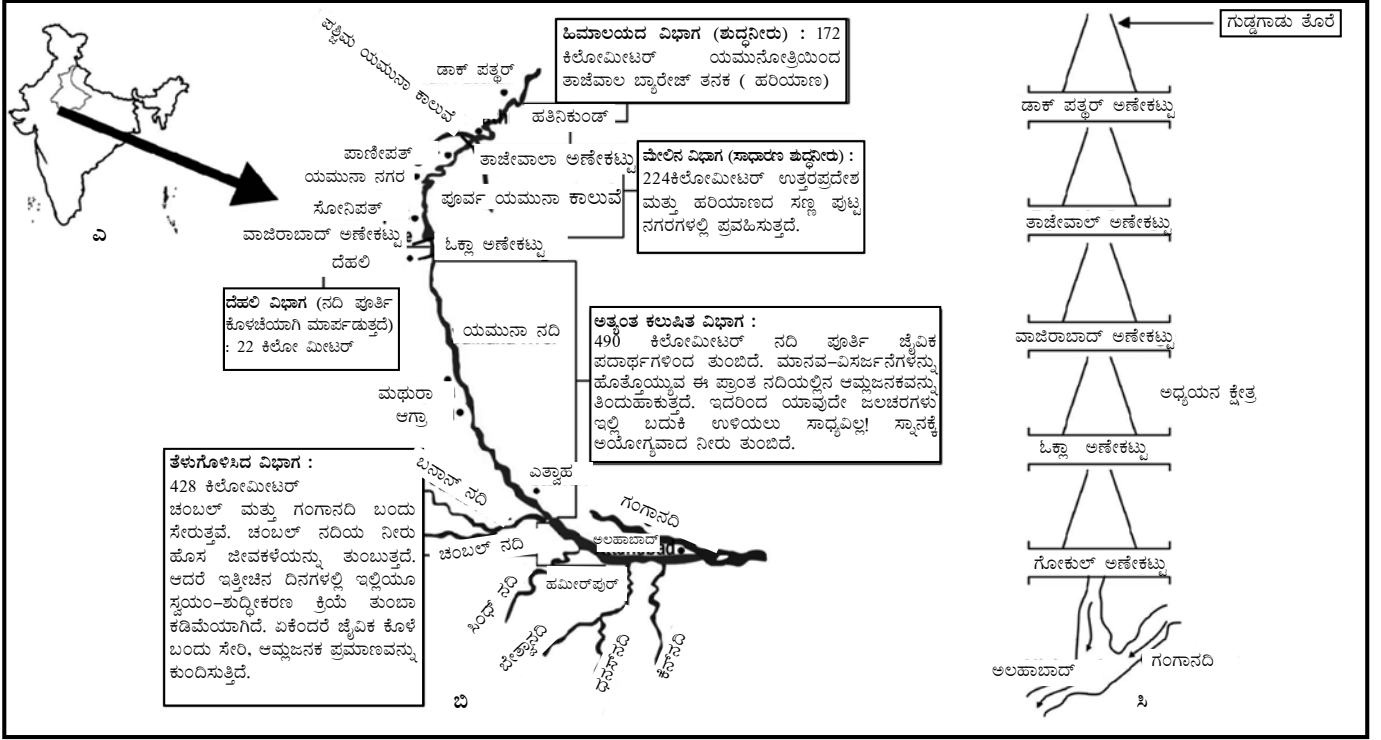 ಪಶ್ಚಿಮ ಯಮುನಾ ಕಾಲುವೆ
ಡಾಕ್ ಪತ್ಥರ್
ಹಿಮಾಲಯದ ವಿಭಾಗ (ಶುದ್ಧನೀರು) : 172
ಕಿಲೋಮೀಟರ್ ಯಮುನೋತ್ರಿಯಿಂದ
ತಾಜೆವಾಲ ಬ್ಯಾರೇಜ್ ತನಕ ( ಹರಿಯಾಣ)
ಹತಿನಿಕುಂಡ್
ಪಾಣೀಪತ್
ಯಮುನಾ ನಗರ
ತಾಜೇವಾಲಾ ಅಣೇಕಟ್ಟು
ಮೇಲಿನ ವಿಭಾಗ (ಸಾಧಾರಣ ಶುದ್ಧನೀರು) :
224ಕಿಲೋಮೀಟರ್ ಉತ್ತರಪ್ರದೇಶ
ಮತ್ತು ಹರಿಯಾಣದ ಸಣ್ಣ ಪುಟ್ಟ
ನಗರಗಳಲ್ಲಿ ಪ್ರವಹಿಸುತ್ತದೆ.
ಪೂರ್ವ ಯಮುನಾ ಕಾಲುವೆ
ಸೋನಿಪತ್
ವಾಜಿರಾಬಾದ್ ಅಣೇಕಟ್ಟು
ಓಕ್ಲಾ ಅಣೇಕಟ್ಟು
ದೆಹಲಿ
ಎ
ದೆಹಲಿ ವಿಭಾಗ (ನದಿ ಪೂರ್ತಿ
ಕೊಳಚೆಯಾಗಿ ಮಾರ್ಪಡುತ್ತದೆ)
: 22 ಕಿಲೋ ಮೀಟರ್
ಯಮುನಾ ನದಿ
ಅತ್ಯಂತ ಕಲುಷಿತ ವಿಭಾಗ :
490 ಕಿಲೋಮೀಟರ್ ನದಿ ಪೂರ್ತಿ ಜೈವಿಕ
ಪದಾರ್ಥಗಳಿಂದ ತುಂಬಿದೆ. ಮಾನವ–ವಿಸರ್ಜನೆಗಳನ್ನು
ಹೊತ್ತೊಯ್ಯುವ ಈ ಪ್ರಾಂತ ನದಿಯಲ್ಲಿನ ಆಮ್ಲಜನಕವನ್ನು
ತಿಂದುಹಾಕುತ್ತದೆ. ಇದರಿಂದ ಯಾವುದೇ ಜಲಚರಗಳು
ಇಲ್ಲಿ ಬದುಕಿ ಉಳಿಯಲು ಸಾಧ್ಯವಿಲ್ಲ! ಸ್ನಾನಕ್ಕೆ
ಅಯೋಗ್ಯವಾದ ನೀರು ತುಂಬಿದೆ.
ಮಥುರಾ
ಆಗ್ರಾ
ತೆಳುಗೊಳಿಸಿದ ವಿಭಾಗ :
428 ಕಿಲೋಮೀಟರ್
ಚಂಬಲ್ ಮತ್ತು ಗಂಗಾನದಿ ಬಂದು
ಸೇರುತ್ತವೆ. ಚಂಬಲ್ ನದಿಯ ನೀರು
ಹೊಸ ಜೀವಕಳೆಯನ್ನು ತುಂಬುತ್ತದೆ.
ಆದರೆ ಇತ್ತೀಚಿನ ದಿನಗಳಲ್ಲಿ ಇಲ್ಲಿಯೂ
ಸ್ವಯಂ–ಶುದ್ಧೀಕರಣ ಕ್ರಿಯೆ ತುಂಬಾ
ಕಡಿಮೆಯಾಗಿದೆ. ಏಕೆಂದರೆ ಜೈವಿಕ ಕೊಳೆ
ಬಂದು ಸೇರಿ, ಆಮ್ಲಜನಕ ಪ್ರಮಾಣವನ್ನು
ಕುಂದಿಸುತ್ತಿದೆ.
ಬನಾನ್ ನದಿ
ಎತ್ವಾಹ
ಗಂಗಾನದಿ
ಚಂಬಲ್ ನದಿ
ಅಲಹಾಬಾದ್
ಹಮೀರ್‌ಪುರ್
ಸಿಂಧ್ ನದಿ
ಬೇತ್ವಾನದಿ
ಬಿ
ಗುಡ್ಡಗಾಡು ತೊರೆ
ಡಾಕ್ ಪತ್ಥರ್ ಅಣೇಕಟ್ಟು
ತಾಜೇವಾಲ್ ಅಣೇಕಟ್ಟು
ವಾಜಿರಾಬಾದ್ ಅಣೇಕಟ್ಟು
ಅಧ್ಯಯನ ಕ್ಷೇತ್ರ
ಓಕ್ಲಾ ಅಣೇಕಟ್ಟು
ಗೋಕುಲ್ ಅಣೇಕಟ್ಟು
ಅಲಹಾಬಾದ್
ಗಂಗಾನದಿ
ಸಿ